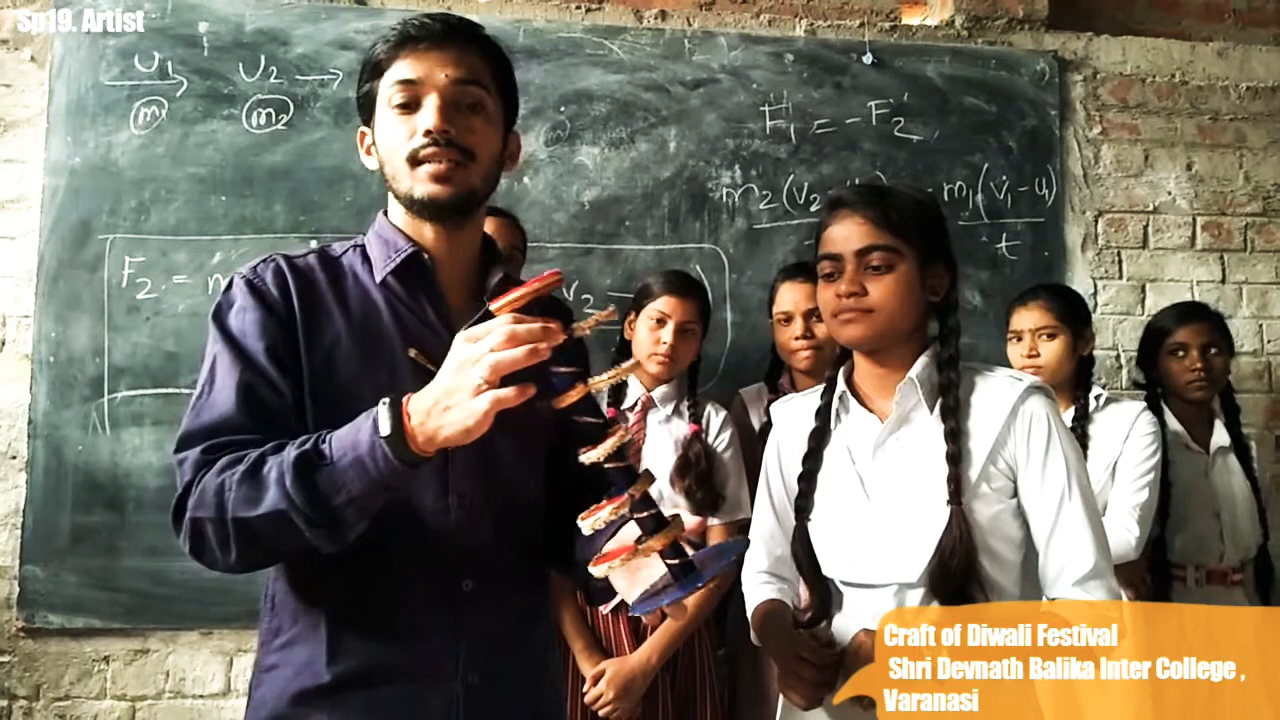 Sp19. Artist
U₁ U₂ →
m₁ m₂
F₁ = -F₂
m₂(v₂ m₁(v₁-u₁)
t
F₂ = m v₂
Craft of Diwali Festival
Shri Devnath Balika Inter College ,
Varanasi